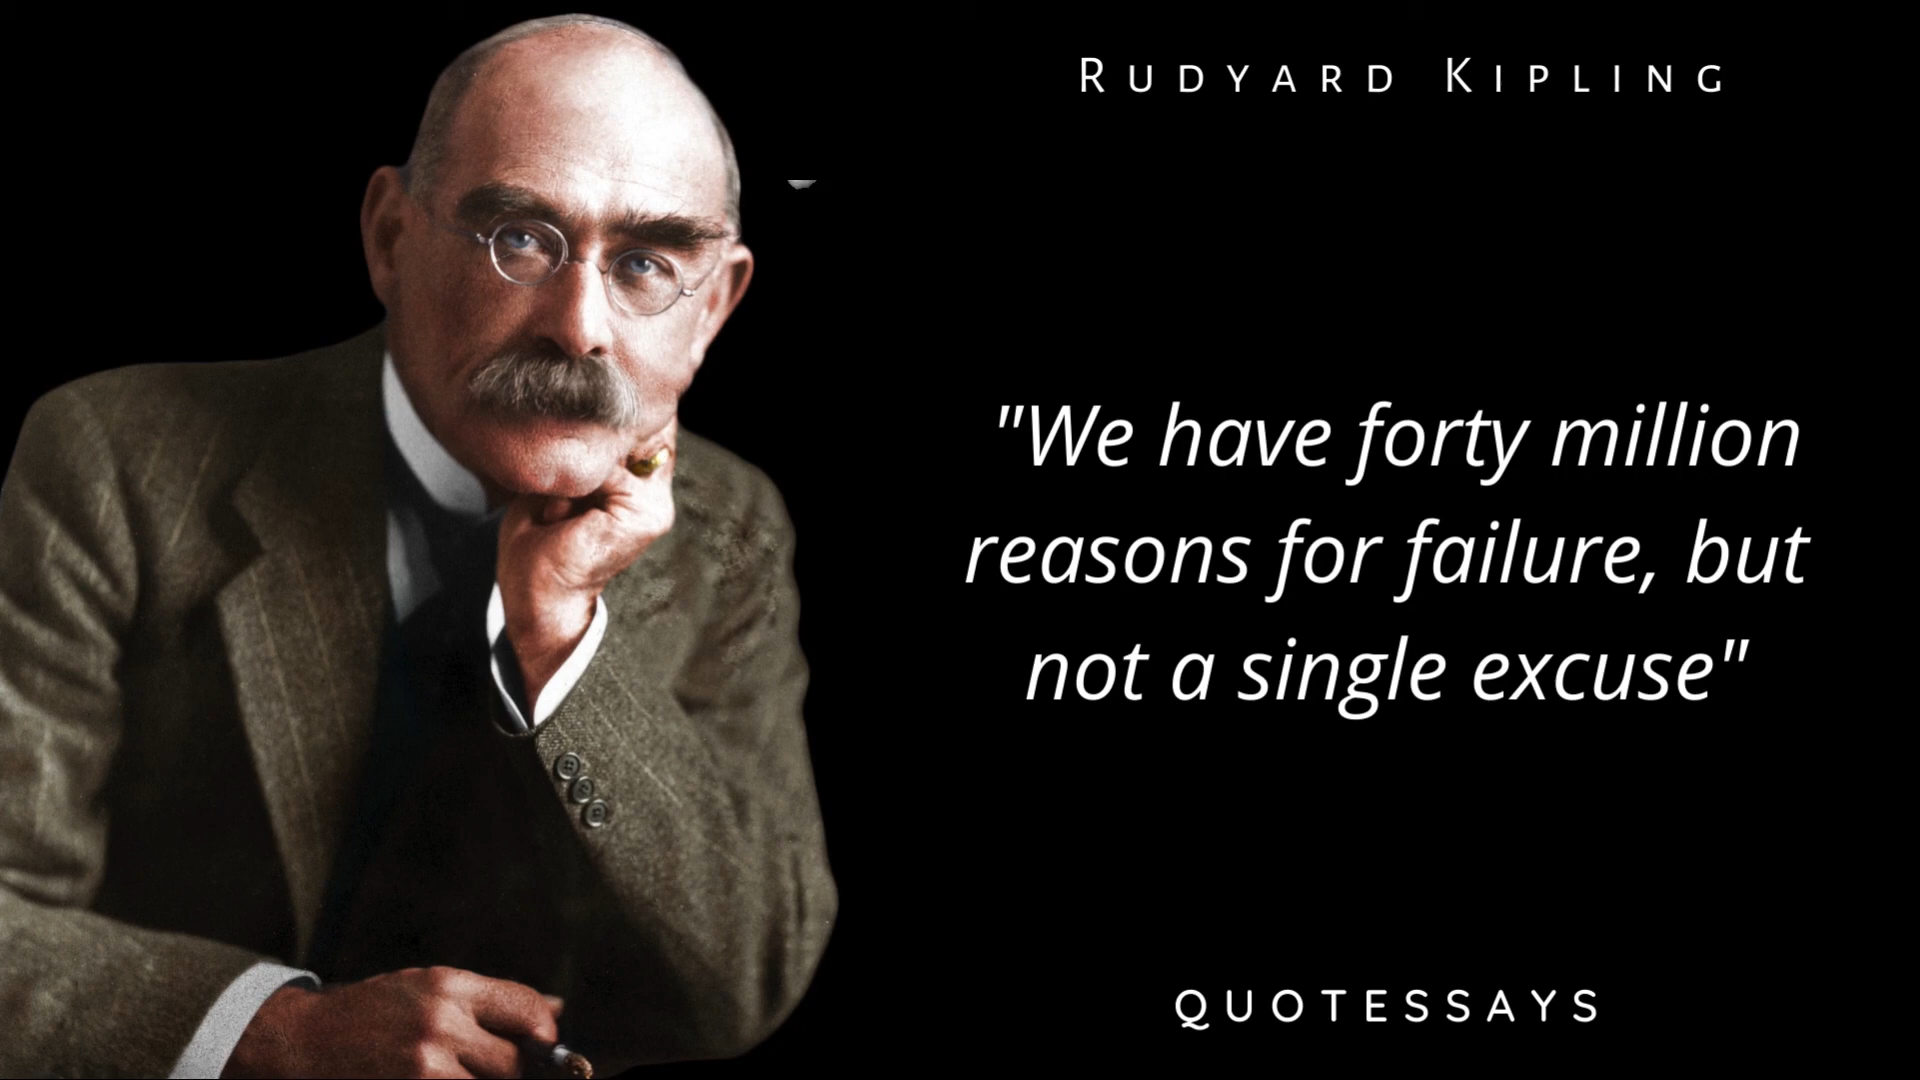 Rudyard Kipling
"We have forty million
reasons for failure, but
not a single excuse"
QUOTESSAYS